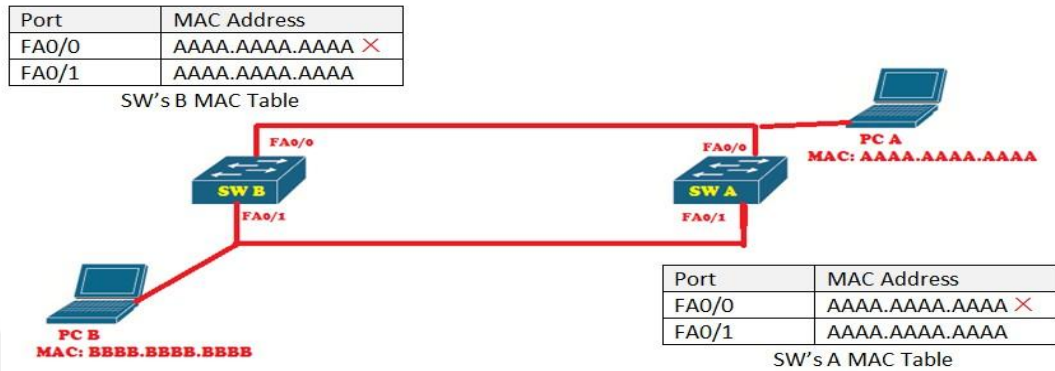 Port MAC Address
FA0/0 AAAA.AAAA.AAAA ×
FA0/1 AAAA.AAAA.AAAA
SW's B MAC Table
FA0/0
SW B
FA0/1
FA0/0
SW A
FA0/1
PC A
MAC: AAAA.AAAA.AAAA
PC B
MAC: BBBB.BBBB.BBBB
Port MAC Address
FA0/0 AAAA.AAAA.AAAA ×
FA0/1 AAAA.AAAA.AAAA
SW's A MAC Table